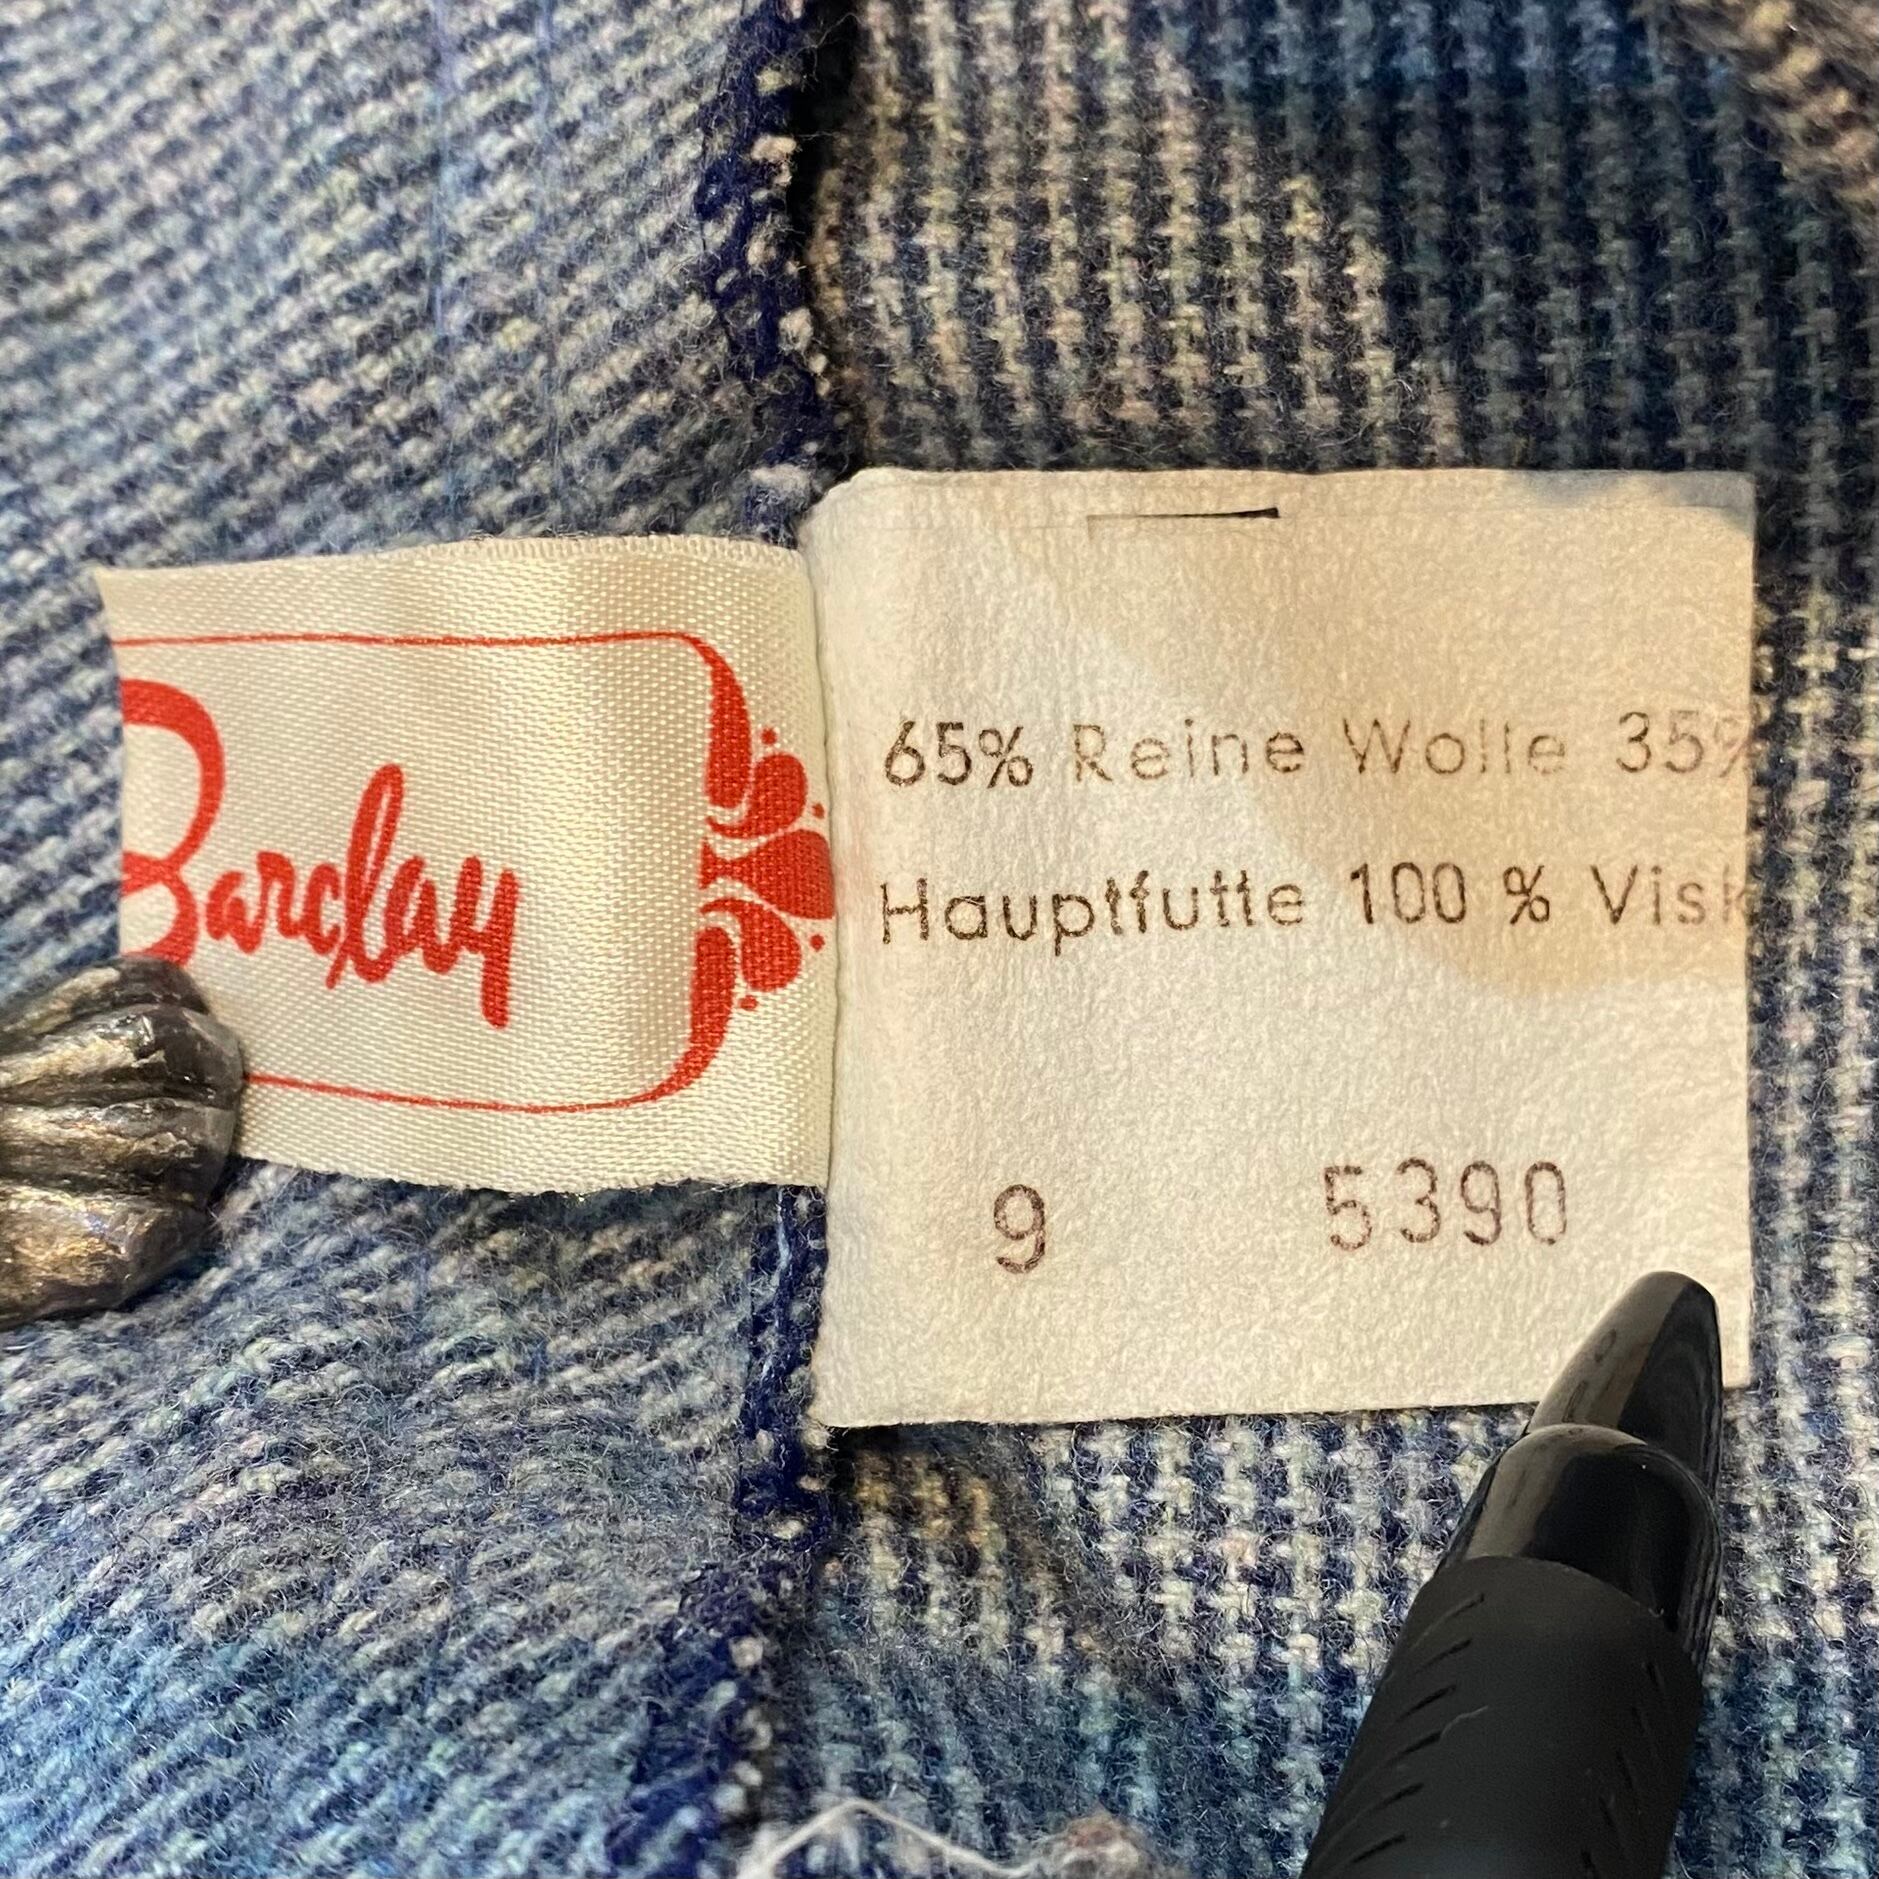 Barclay
65% Reine Wolle 35%
Hauptfutte 100 % Visk
9 5390